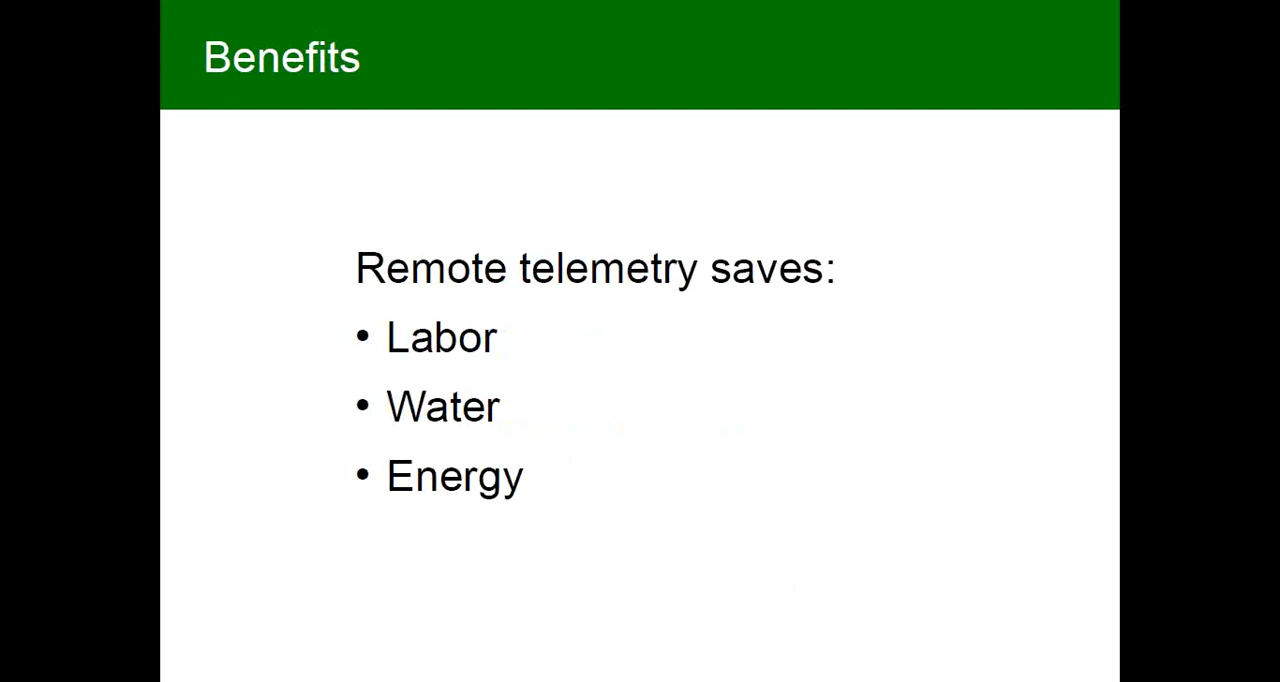 Benefits
Remote telemetry saves:
• Labor
• Water
• Energy